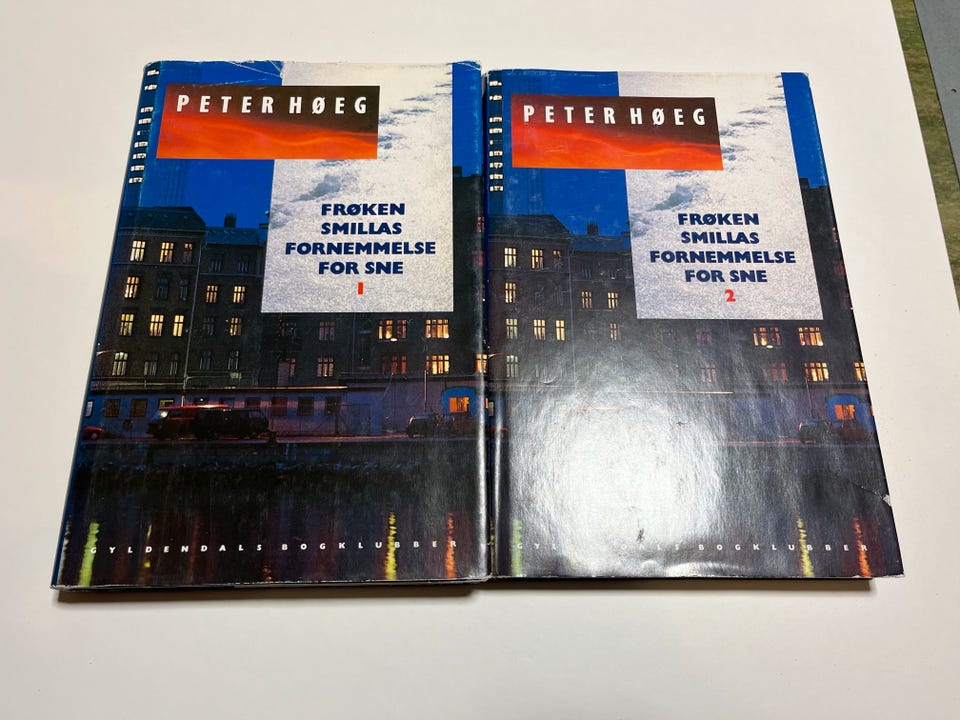 PETER HØEG
FRØKEN
SMILLAS
FORNEMMELSE
FOR SNE
1
GYLDENDALS BOGKLUBBER
PETER HØEG
FRØKEN
SMILLAS
FORNEMMELSE
FOR SNE
2
GYLDENDALS BOGKLUBBER